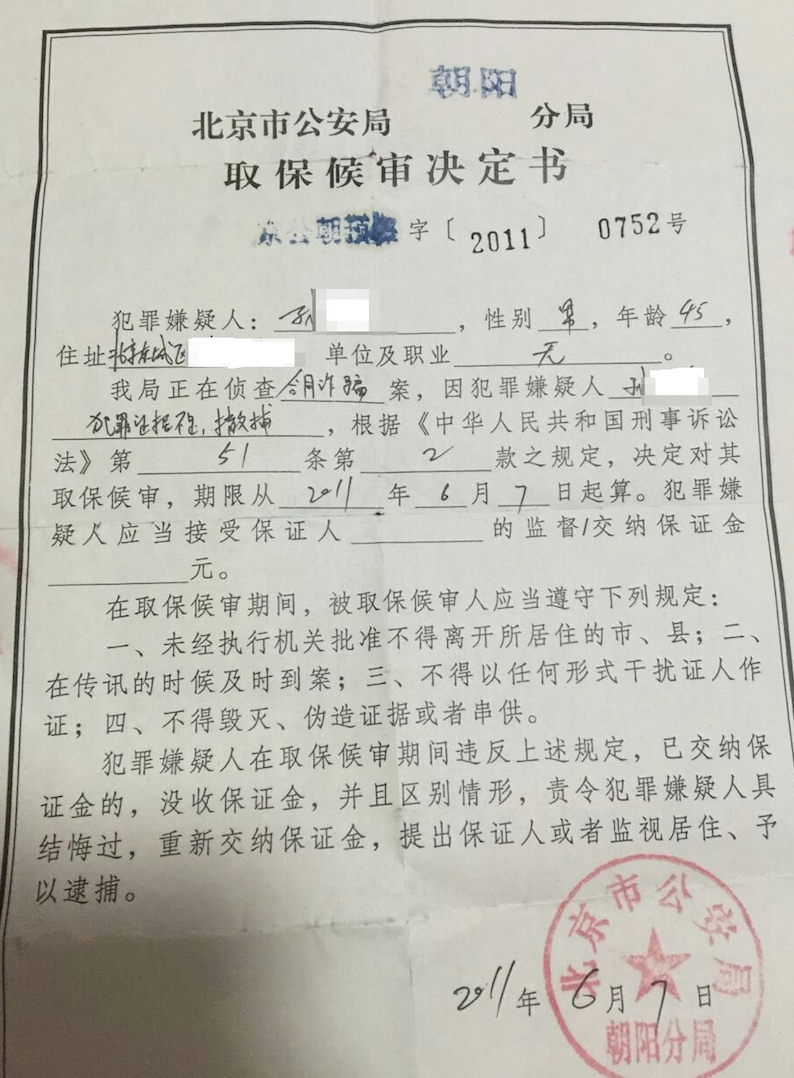 朝阳
北京市公安局 分局
取保候审决定书
京公朝预 字〔2011〕 0752号
犯罪嫌疑人:孙 ,性别男,年龄45,
住址北京东城区 单位及职业 无 。
我局正在侦查合同诈骗案,因犯罪嫌疑人孙
犯罪证据 ,根据《中华人民共和国刑事诉讼
法》第 51 条第 2 款之规定,决定对其
取保候审,期限从 2011 年 6 月 7 日起算。犯罪嫌
疑人应当接受保证人 的监督/交纳保证金
元。
在取保候审期间,被取保候审人应当遵守下列规定:
一、未经执行机关批准不得离开所居住的市、县;二、
在传讯的时候及时到案;三、不得以任何形式干扰证人作
证;四、不得毁灭、伪造证据或者串供。
犯罪嫌疑人在取保候审期间违反上述规定,已交纳保
证金的,没收保证金,并且区别情形,责令犯罪嫌疑人具
结悔过,重新交纳保证金,提出保证人或者监视居住、予
以逮捕。
北京市公安局
2011年 6月 7日
朝阳分局